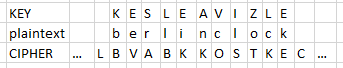 KEY K E S L E A V I Z L E
plaintext b e r l i n c l o c k
CIPHER ... L B V A B K K O S T K E C ...